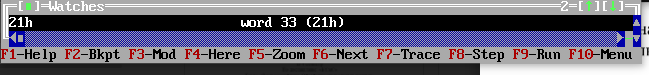 [■]=Watches 2=[↑][↓]
21h word 33 (21h)
F1-Help F2-Bkpt F3-Mod F4-Here F5-Zoom F6-Next F7-Trace F8-Step F9-Run F10-Menu